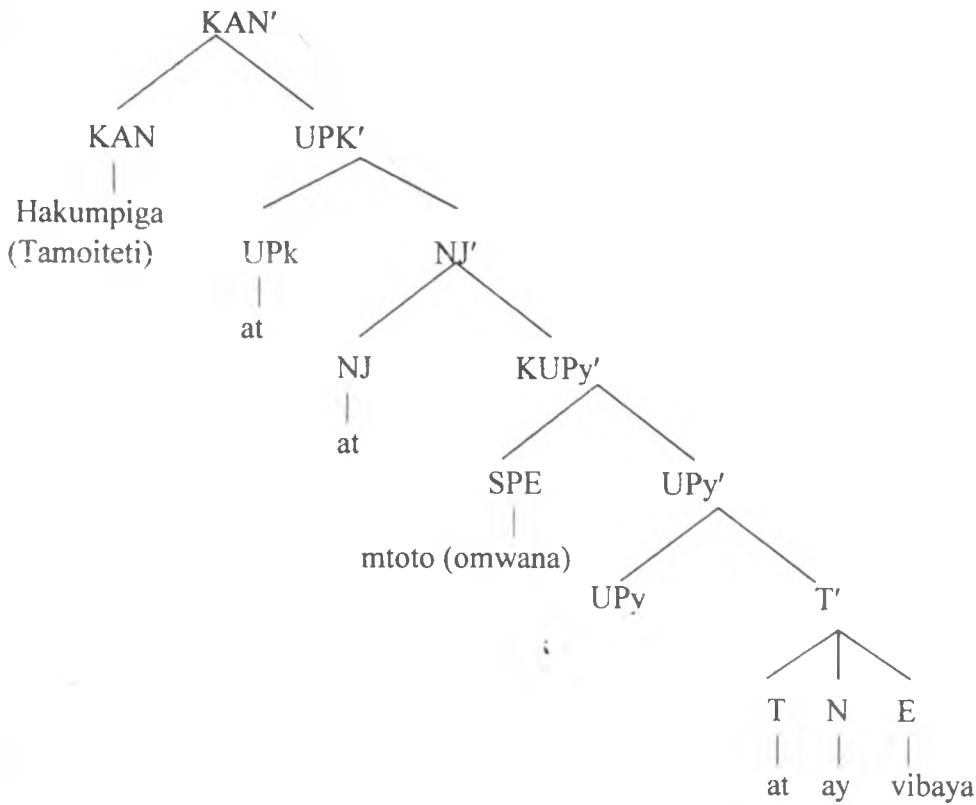 KAN′
KAN UPK′
Hakumpiga
(Tamoiteti) UPk NJ′
at
NJ KUPy′
at
SPE UPy′
mtoto (omwana)
UPy T′
T N E
at ay vibaya